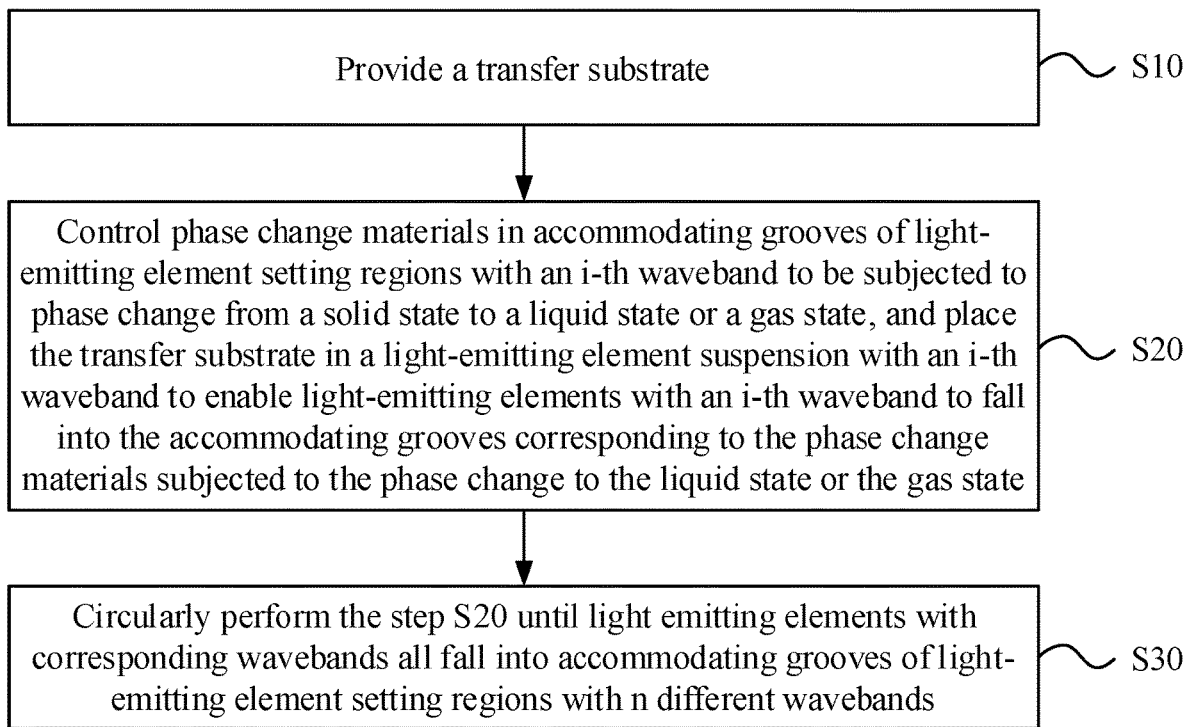 Provide a transfer substrate
S10
Control phase change materials in accommodating grooves of light-
emitting element setting regions with an i-th waveband to be subjected to
phase change from a solid state to a liquid state or a gas state, and place
the transfer substrate in a light-emitting element suspension with an i-th
waveband to enable light-emitting elements with an i-th waveband to fall
into the accommodating grooves corresponding to the phase change
materials subjected to the phase change to the liquid state or the gas state
S20
Circularly perform the step S20 until light emitting elements with
corresponding wavebands all fall into accommodating grooves of light-
emitting element setting regions with n different wavebands
S30